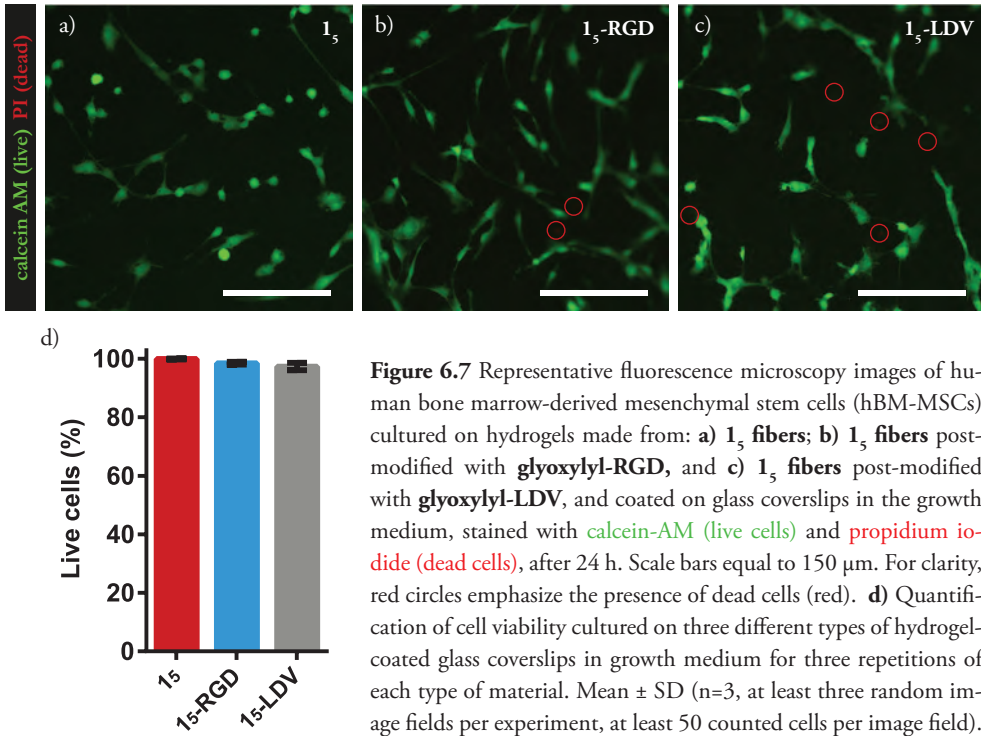 calcein AM (live) PI (dead)
a)
1₅
b)
1₅-RGD
c)
1₅-LDV
d)
Live cells (%)
100
80
60
40
20
0
1₅
1₅-RGD
1₅-LDV
Figure 6.7 Representative fluorescence microscopy images of hu-
man bone marrow-derived mesenchymal stem cells (hBM-MSCs)
cultured on hydrogels made from: a) 1₅ fibers; b) 1₅ fibers post-
modified with glyoxylyl-RGD, and c) 1₅ fibers post-modified
with glyoxylyl-LDV, and coated on glass coverslips in the growth
medium, stained with calcein-AM (live cells) and propidium io-
dide (dead cells), after 24 h. Scale bars equal to 150 µm. For clarity,
red circles emphasize the presence of dead cells (red). d) Quantifi-
cation of cell viability cultured on three different types of hydrogel-
coated glass coverslips in growth medium for three repetitions of
each type of material. Mean ± SD (n=3, at least three random im-
age fields per experiment, at least 50 counted cells per image field).